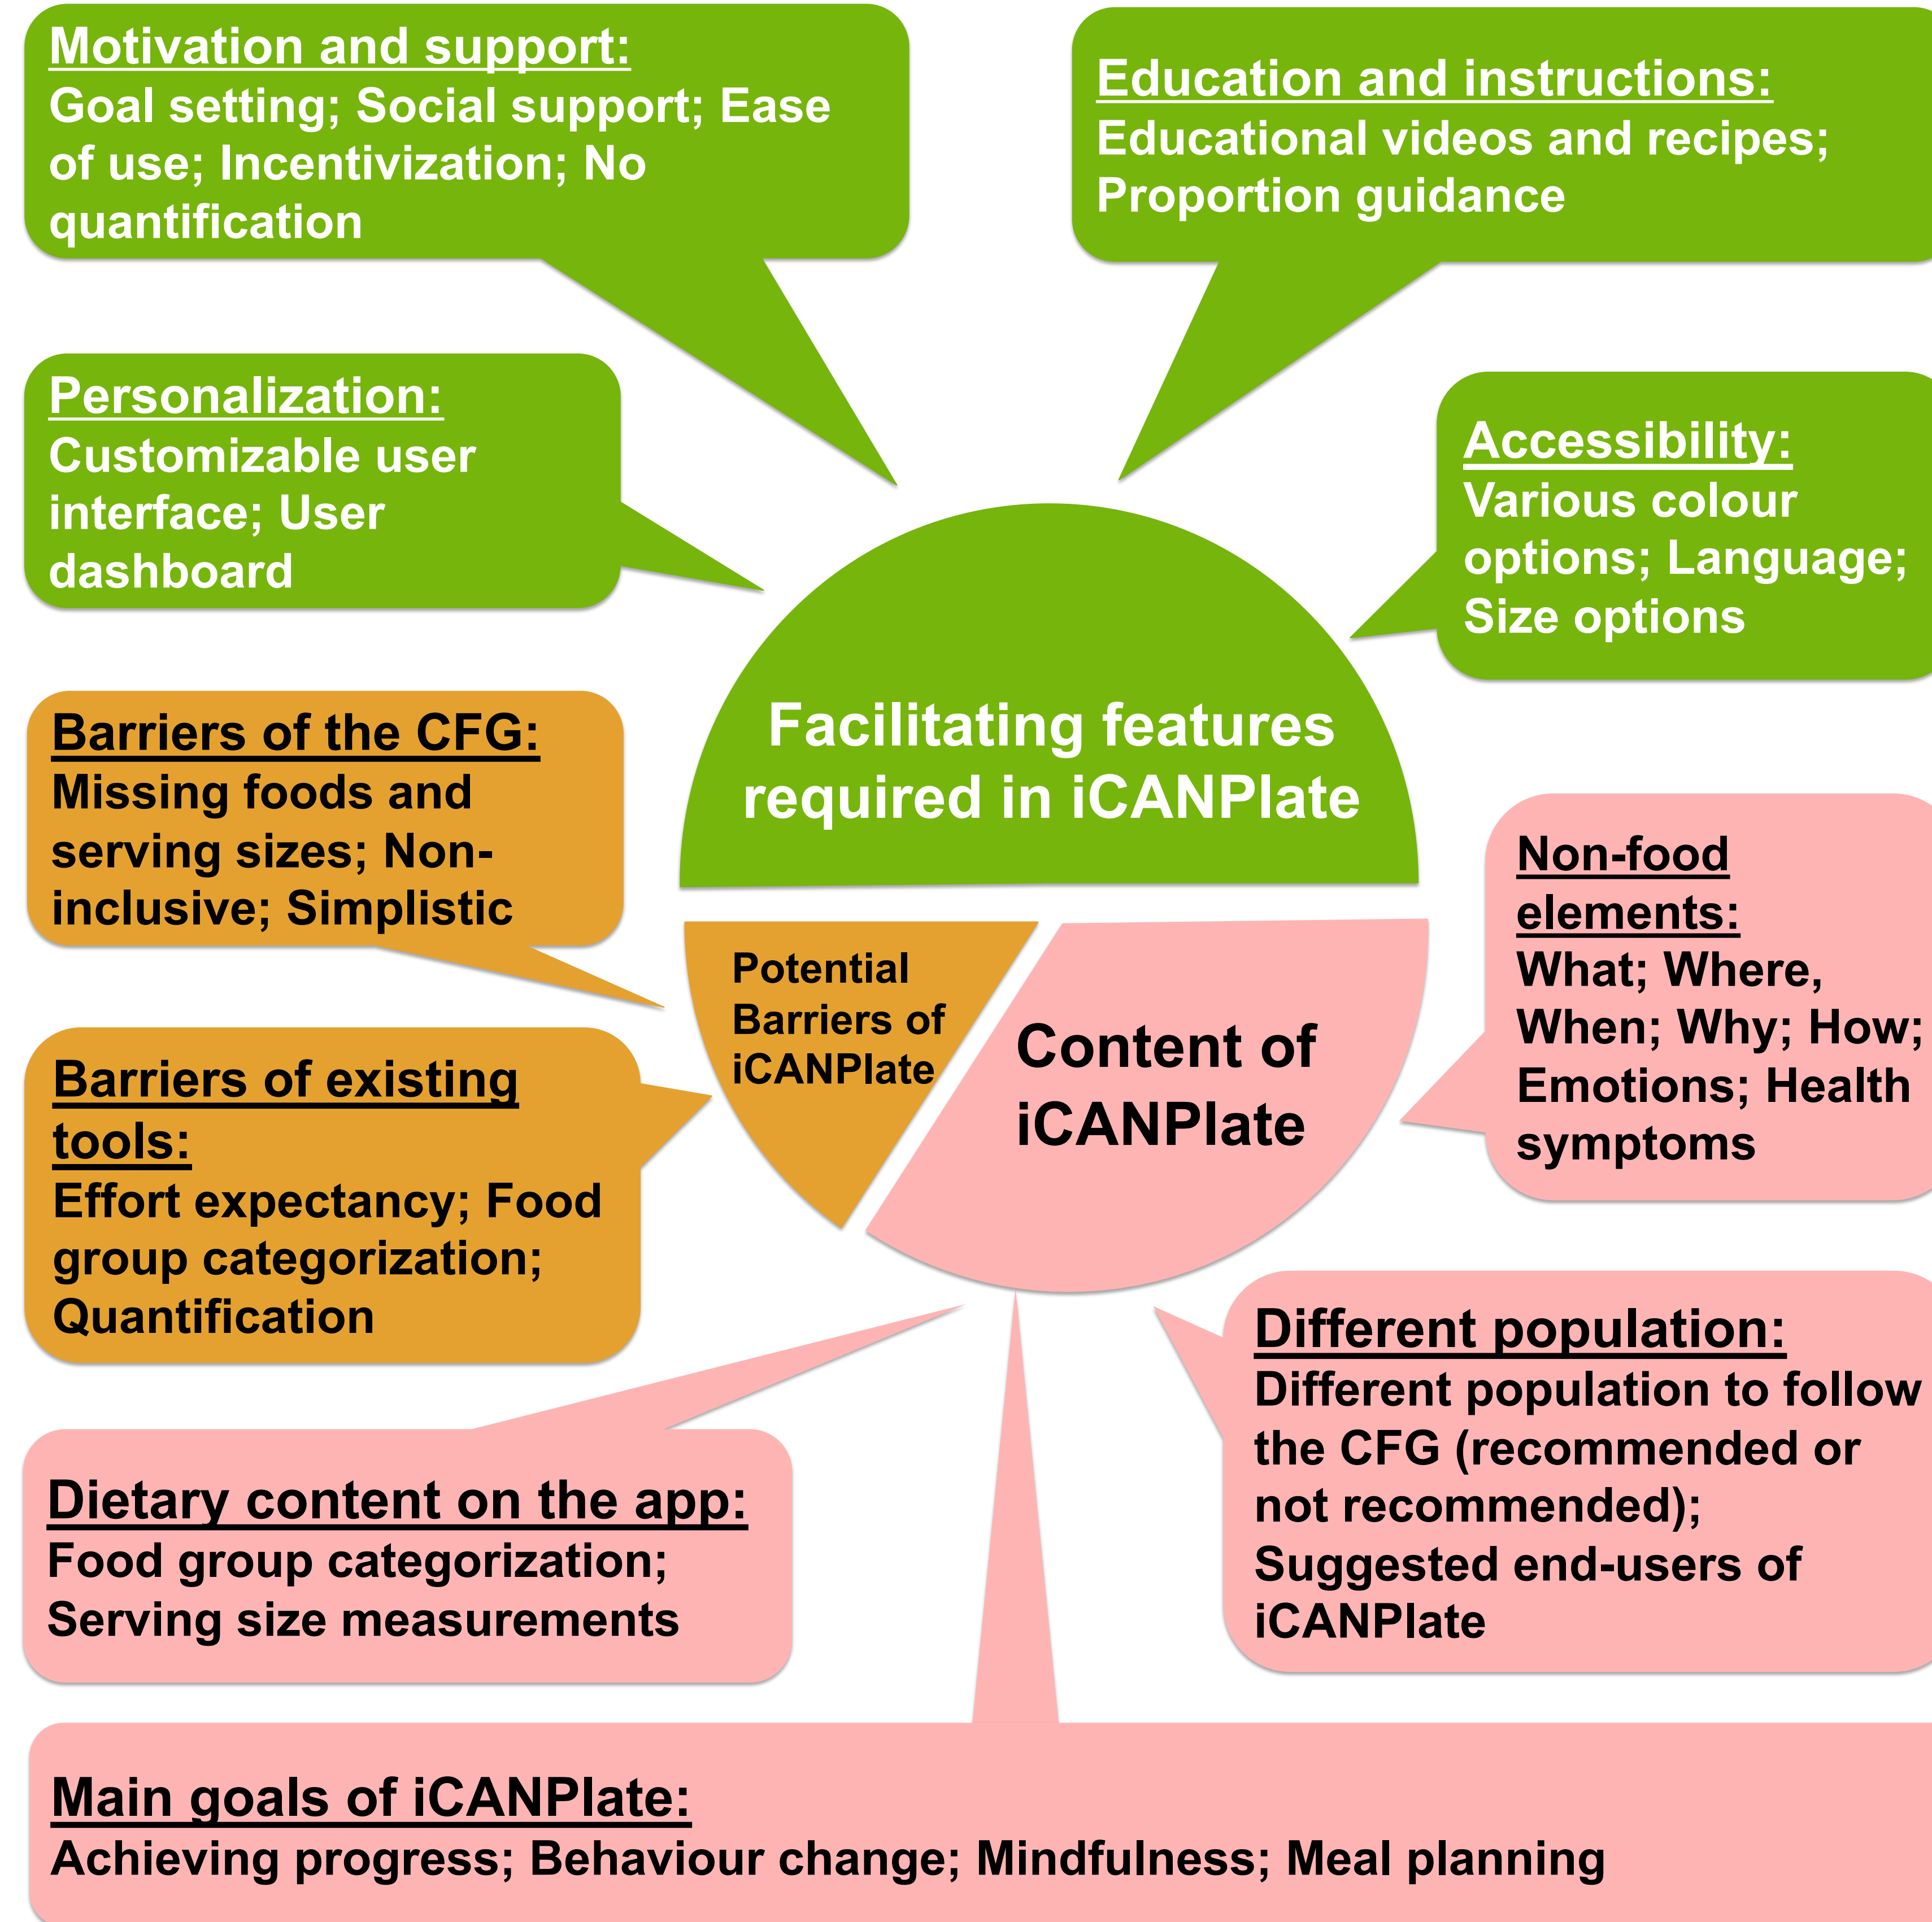 Motivation and support:
Goal setting; Social support; Ease
of use; Incentivization; No
quantification
Education and instructions:
Educational videos and recipes;
Proportion guidance
Personalization:
Customizable user
interface; User
dashboard
Accessibility:
Various colour
options; Language;
Size options
Facilitating features
required in iCANPlate
Barriers of the CFG:
Missing foods and
serving sizes; Non-
inclusive; Simplistic
Potential
Barriers of
iCANPlate
Content of
iCANPlate
Non-food
elements:
What; Where,
When; Why; How;
Emotions; Health
symptoms
Barriers of existing
tools:
Effort expectancy; Food
group categorization;
Quantification
Different population:
Different population to follow
the CFG (recommended or
not recommended);
Suggested end-users of
iCANPlate
Dietary content on the app:
Food group categorization;
Serving size measurements
Main goals of iCANPlate:
Achieving progress; Behaviour change; Mindfulness; Meal planning